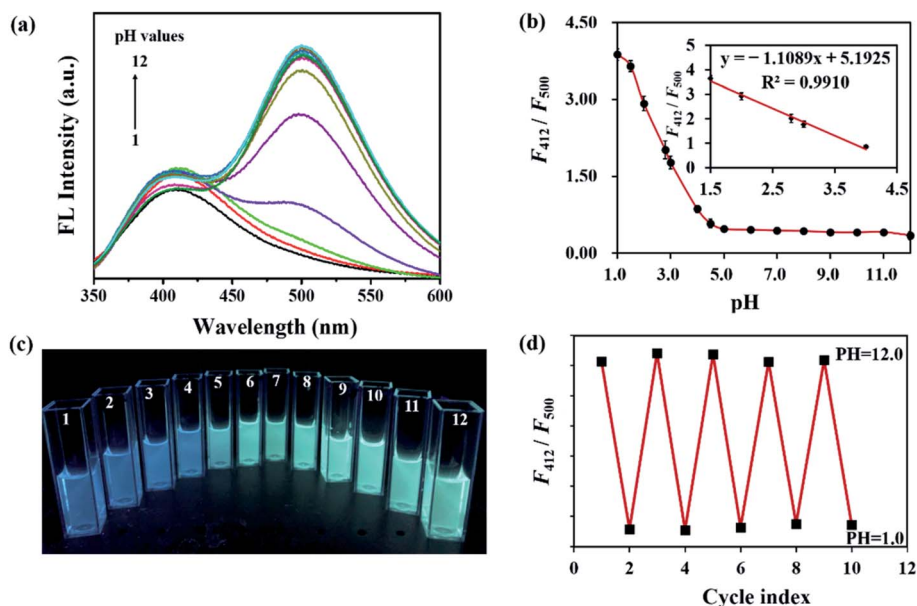 (a)
pH values
12
1
FL Intensity (a.u.)
350 400 450 500 550 600
Wavelength (nm)
(b)
4.50
3.00
1.50
0.00
F412 / F500
1.0 3.0 5.0 7.0 9.0 11.0
pH
5
4
3
2
1
0
F412 / F500
y = − 1.1089x + 5.1925
R² = 0.9910
1.5 2.5 3.5 4.5
(c)
1 2 3 4 5 6 7 8 9 10 11 12
(d)
F412 / F500
PH=12.0
PH=1.0
0 2 4 6 8 10 12
Cycle index